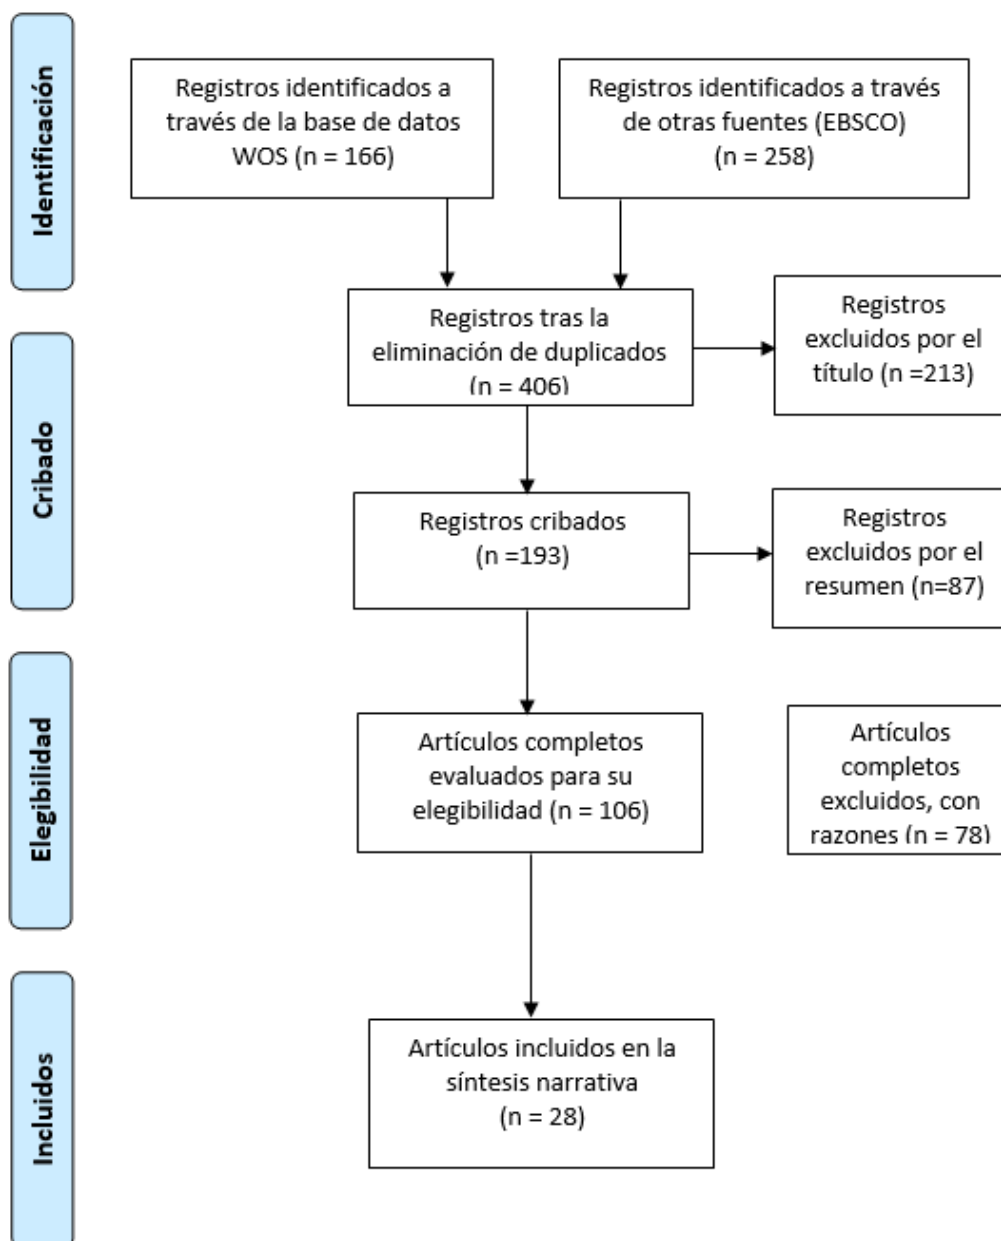 Identificación
Registros identificados a
través de la base de datos
WOS (n = 166)
Registros identificados a través
de otras fuentes (EBSCO)
(n = 258)
Registros tras la
eliminación de duplicados
(n = 406)
Registros
excluidos por el
título (n =213)
Cribado
Registros cribados
(n =193)
Registros
excluidos por el
resumen (n=87)
Elegibilidad
Artículos completos
evaluados para su
elegibilidad (n = 106)
Artículos
completos
excluidos, con
razones (n = 78)
Incluidos
Artículos incluidos en la
síntesis narrativa
(n = 28)